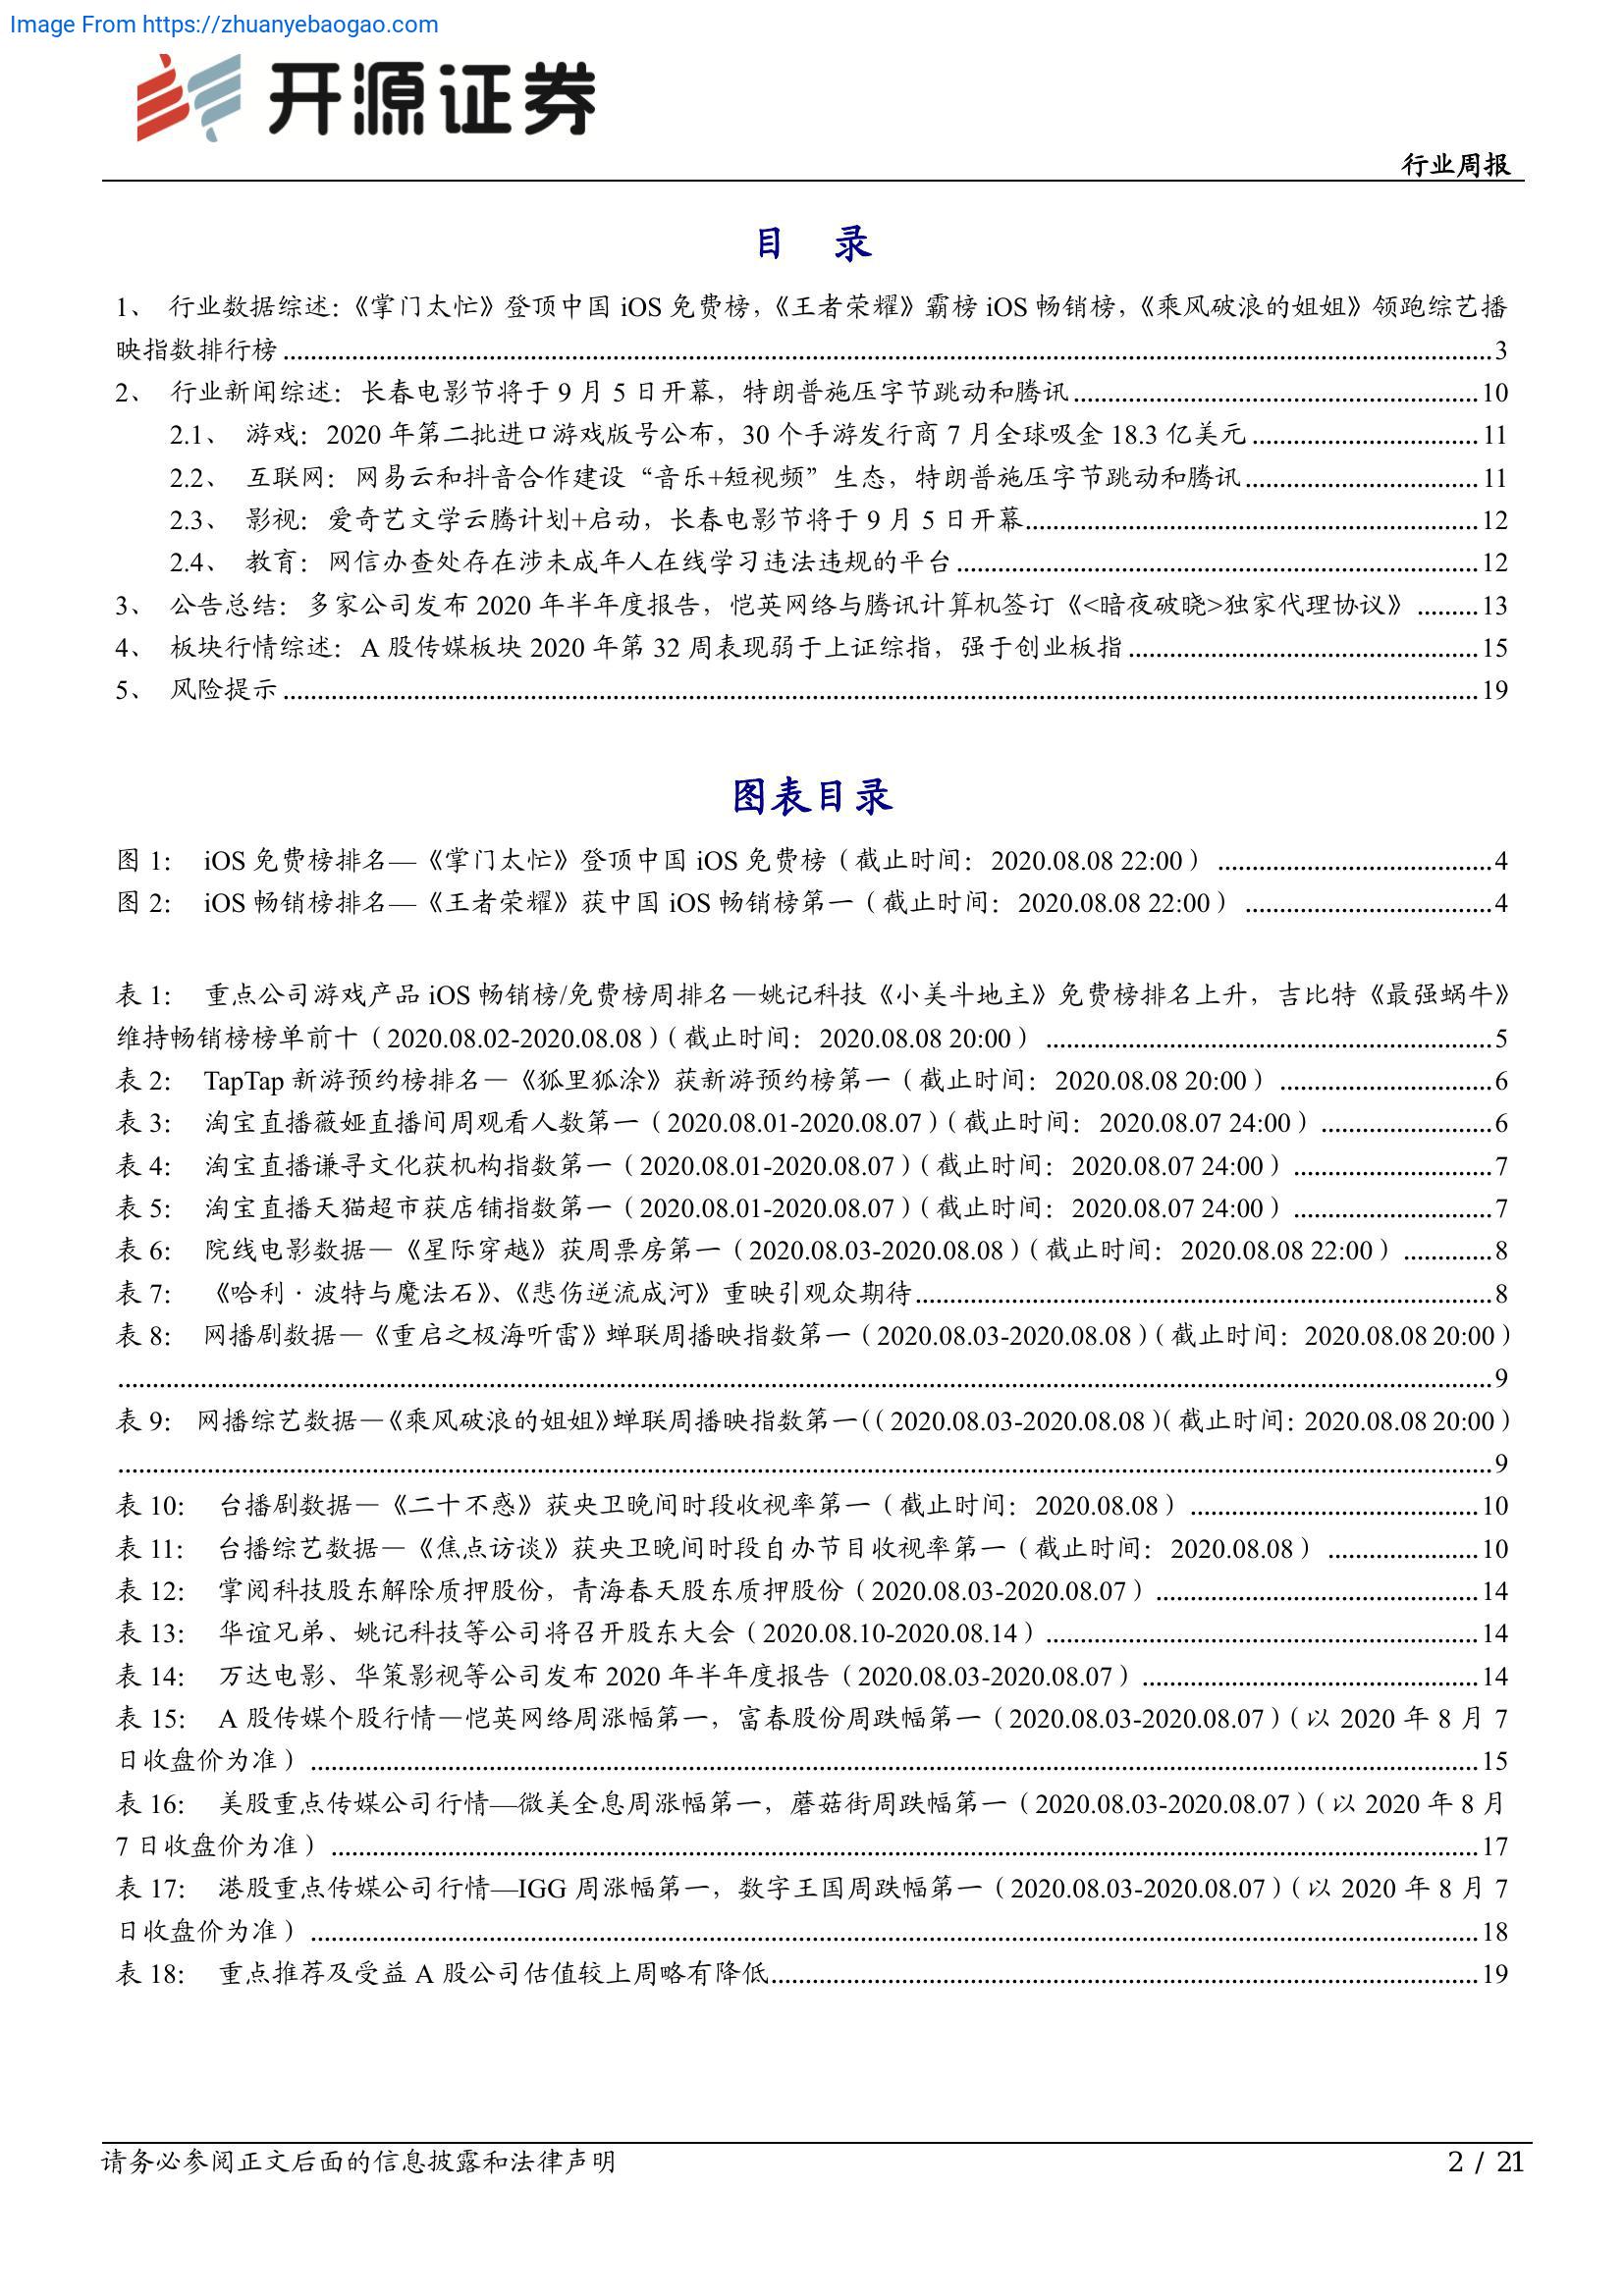 Image From https://zhuanyebaogao.com
开源证券
行业周报
目 录
1、 行业数据综述：《掌门太忙》登顶中国 iOS 免费榜，《王者荣耀》霸榜 iOS 畅销榜，《乘风破浪的姐姐》领跑综艺播
映指数排行榜 ........................ 3
2、 行业新闻综述：长春电影节将于 9 月 5 日开幕，特朗普施压字节跳动和腾讯 ........................ 10
2.1、 游戏：2020 年第二批进口游戏版号公布，30 个手游发行商 7 月全球吸金 18.3 亿美元 ........................ 11
2.2、 互联网：网易云和抖音合作建设“音乐+短视频”生态，特朗普施压字节跳动和腾讯 ........................ 11
2.3、 影视：爱奇艺文学云腾计划+启动，长春电影节将于 9 月 5 日开幕 ........................ 12
2.4、 教育：网信办查处存在涉未成年人在线学习违法违规的平台 ........................ 12
3、 公告总结：多家公司发布 2020 年半年度报告，恺英网络与腾讯计算机签订《<暗夜破晓>独家代理协议》 ......... 13
4、 板块行情综述：A 股传媒板块 2020 年第 32 周表现弱于上证综指，强于创业板指 ........................ 15
5、 风险提示 ........................ 19
图表目录
图 1： iOS 免费榜排名—《掌门太忙》登顶中国 iOS 免费榜（截止时间：2020.08.08 22:00） ........................ 4
图 2： iOS 畅销榜排名—《王者荣耀》获中国 iOS 畅销榜第一（截止时间：2020.08.08 22:00） ........................ 4
表 1： 重点公司游戏产品 iOS 畅销榜/免费榜周排名—姚记科技《小美斗地主》免费榜排名上升，吉比特《最强蜗牛》
维持畅销榜榜单前十（2020.08.02-2020.08.08）（截止时间：2020.08.08 20:00） ........................ 5
表 2： TapTap 新游预约榜排名—《狐里狐涂》获新游预约榜第一（截止时间：2020.08.08 20:00） ........................ 6
表 3： 淘宝直播薇娅直播间周观看人数第一（2020.08.01-2020.08.07）（截止时间：2020.08.07 24:00） ........................ 6
表 4： 淘宝直播谦寻文化获机构指数第一（2020.08.01-2020.08.07）（截止时间：2020.08.07 24:00） ........................ 7
表 5： 淘宝直播天猫超市获店铺指数第一（2020.08.01-2020.08.07）（截止时间：2020.08.07 24:00） ........................ 7
表 6： 院线电影数据—《星际穿越》获周票房第一（2020.08.03-2020.08.08）（截止时间：2020.08.08 22:00） ............. 8
表 7： 《哈利·波特与魔法石》、《悲伤逆流成河》重映引观众期待 ........................ 8
表 8： 网播剧数据—《重启之极海听雷》蝉联周播映指数第一（2020.08.03-2020.08.08）（截止时间：2020.08.08 20:00）
........................ 9
表 9： 网播综艺数据—《乘风破浪的姐姐》蝉联周播映指数第一(（2020.08.03-2020.08.08）（截止时间：2020.08.08 20:00）
........................ 9
表 10： 台播剧数据—《二十不惑》获央卫晚间时段收视率第一（截止时间：2020.08.08） ........................ 10
表 11： 台播综艺数据—《焦点访谈》获央卫晚间时段自办节目收视率第一（截止时间：2020.08.08） ........................ 10
表 12： 掌阅科技股东解除质押股份，青海春天股东质押股份（2020.08.03-2020.08.07） ........................ 14
表 13： 华谊兄弟、姚记科技等公司将召开股东大会（2020.08.10-2020.08.14） ........................ 14
表 14： 万达电影、华策影视等公司发布 2020 年半年度报告（2020.08.03-2020.08.07） ........................ 14
表 15： A 股传媒个股行情—恺英网络周涨幅第一，富春股份周跌幅第一（2020.08.03-2020.08.07）（以 2020 年 8 月 7
日收盘价为准） ........................ 15
表 16： 美股重点传媒公司行情—微美全息周涨幅第一，蘑菇街周跌幅第一（2020.08.03-2020.08.07）（以 2020 年 8 月
7 日收盘价为准） ........................ 17
表 17： 港股重点传媒公司行情—IGG 周涨幅第一，数字王国周跌幅第一（2020.08.03-2020.08.07）（以 2020 年 8 月 7
日收盘价为准） ........................ 18
表 18： 重点推荐及受益 A 股公司估值较上周略有降低 ........................ 19
请务必参阅正文后面的信息披露和法律声明
2 / 21